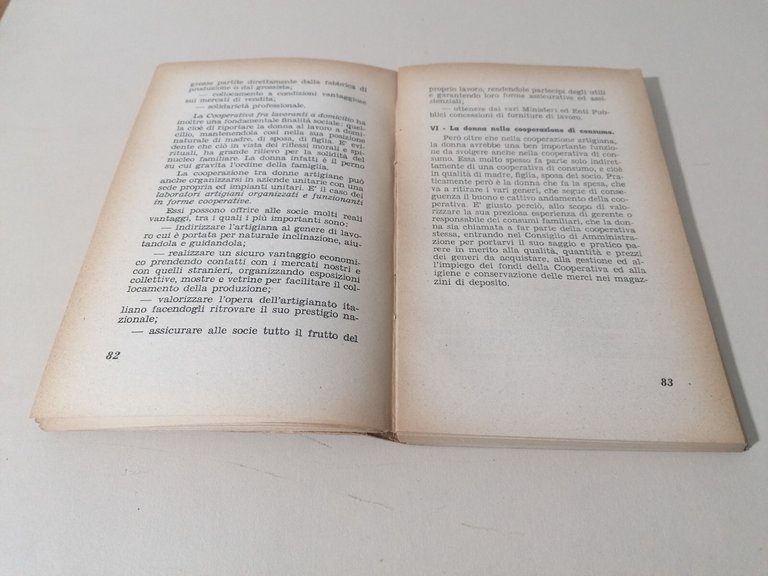 grosse partite direttamente dalla fabbrica di
produzione o dal grossista;
— collocamento a condizioni vantaggiose
sui mercati di vendita;
— solidarietà professionale.
La Cooperativa fra lavoranti a domicilio ha
inoltre una fondamentale finalità sociale: quel-
la cioè di riportare la donna al lavoro a domi-
cilio, mantenendola così nella sua posizione
naturale di madre, di sposa, di figlia. E' evi-
dente che ciò in vista dei riflessi morali e spi-
rituali, ha grande rilievo per la solidità del
nucleo familiare. La donna infatti è il perno
su cui gravita l'ordine della famiglia.
La cooperazione tra donne artigiane può
anche organizzarsi in aziende unitarie con una
sede propria ed impianti unitari. E' il caso dei
laboratori artigiani organizzati e funzionanti
in forme cooperative.
Essi possono offrire alle socie molti reali
vantaggi, tra i quali i più importanti sono:
— indirizzare l'artigiana al genere di lavo-
ro cui è portata per naturale inclinazione, aiu-
tandola e guidandola;
— realizzare un sicuro vantaggio economi-
co prendendo contatti con i mercati nostri e
con quelli stranieri, organizzando esposizioni
collettive, mostre e vetrine per facilitare il col-
locamento della produzione;
— valorizzare l'opera dell'artigianato ita-
liano facendogli ritrovare il suo prestigio na-
zionale;
— assicurare alle socie tutto il frutto del
82
proprio lavoro, rendendole partecipi degli utili
e garantendo loro forme assicurative ed assi-
stenziali;
— ottenere dai vari Ministeri ed Enti Pub-
blici concessioni di forniture di lavoro.
VI - La donna nella cooperazione di consumo.
Però oltre che nella cooperazione artigiana,
la donna avrebbe una ben importante funzio-
ne da svolgere anche nella cooperativa di con-
sumo. Essa molto spesso fa parte solo indiret-
tamente di una cooperativa di consumo, e cioè
in qualità di madre, figlia, sposa del socio. Pra-
ticamente però è la donna che fa la spesa, che
va a ritirare i vari generi, che segue di conse-
guenza il buono e cattivo andamento della coo-
perativa. E' giusto perciò, allo scopo di valo-
rizzare la sua preziosa esperienza di gerente o
responsabile dei consumi familiari, che la don-
na sia chiamata a far parte della cooperativa
stessa, entrando nel Consiglio di Amministra-
zione per portarvi il suo saggio e pratico pa-
rere in merito alla qualità, quantità e prezzi
dei generi da acquistare, alla gestione ed al-
l'impiego dei fondi della Cooperativa ed alla
igiene e conservazione delle merci nei magaz-
zini di deposito.
83